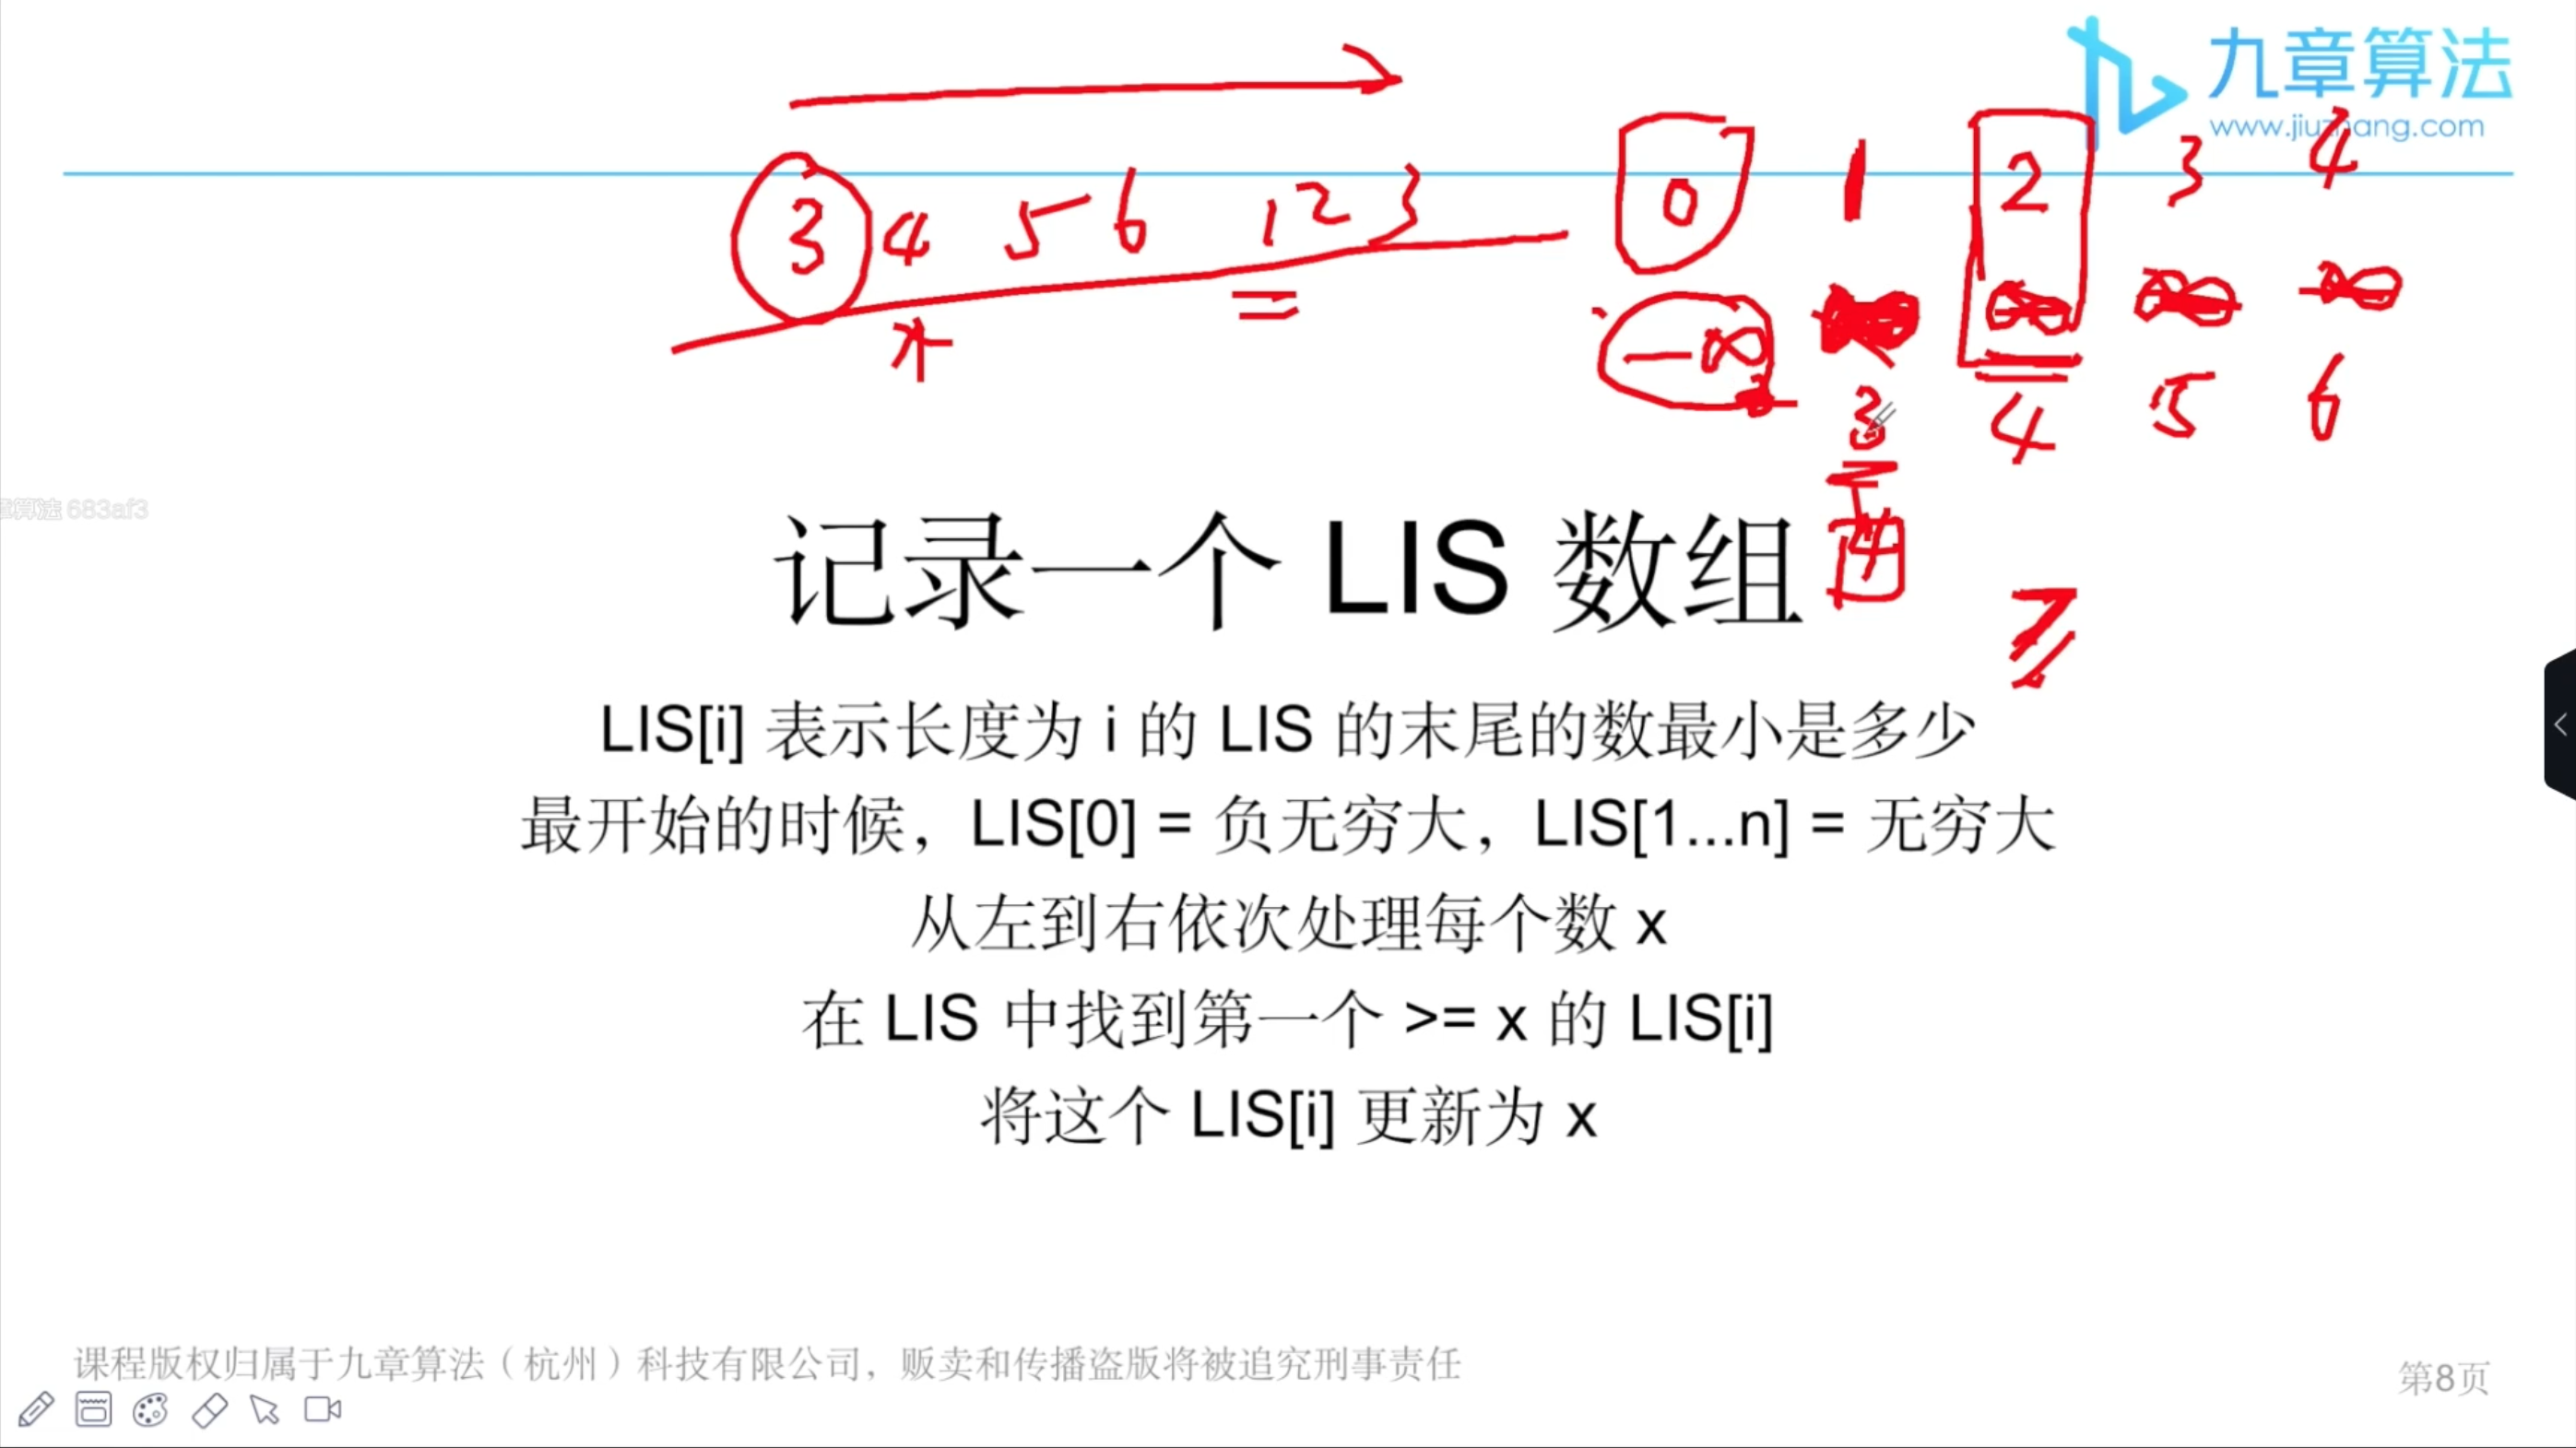 九章算法
www.jiuzhang.com
3 4 5 6 1 2 3
0 1 2 3 4
-∞ ∞ ∞ ∞
x
3 4 5 6
4
7
章算法 683af3
记录一个 LIS 数组
LIS[i] 表示长度为 i 的 LIS 的末尾的数最小是多少
最开始的时候，LIS[0] = 负无穷大，LIS[1...n] = 无穷大
从左到右依次处理每个数 x
在 LIS 中找到第一个 >= x 的 LIS[i]
将这个 LIS[i] 更新为 x
课程版权归属于九章算法（杭州）科技有限公司，贩卖和传播盗版将被追究刑事责任
第8页